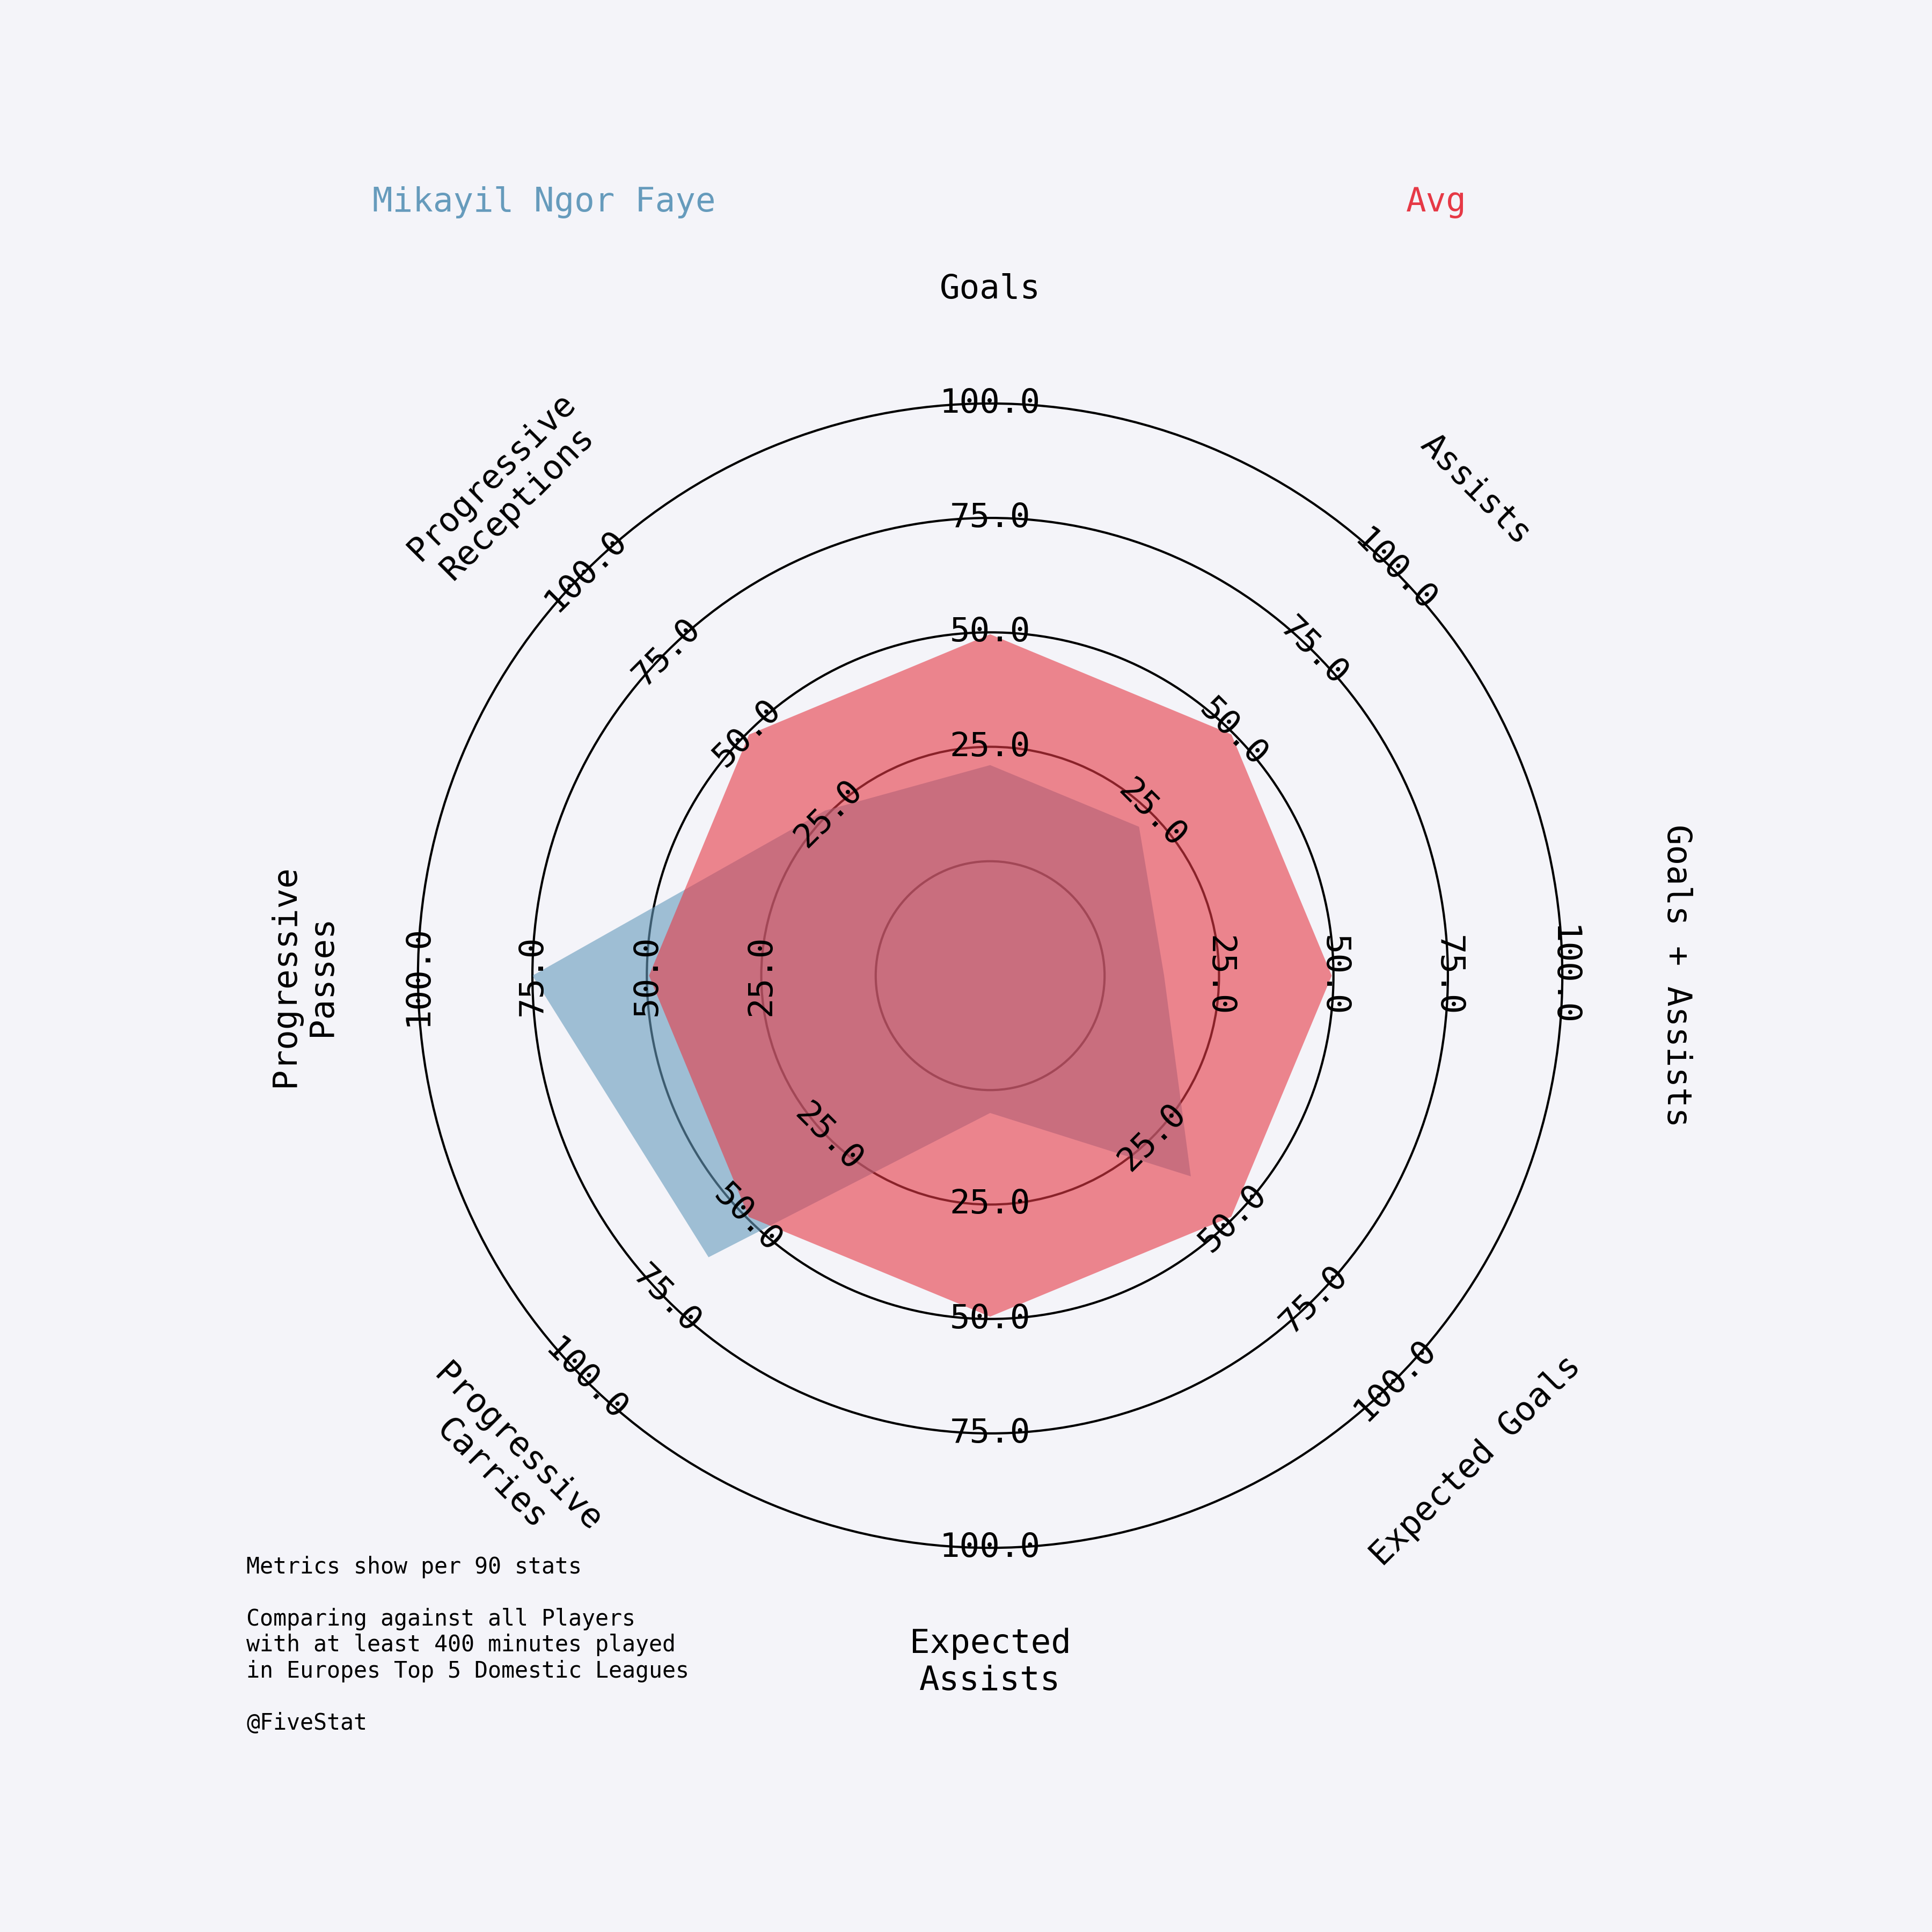 Mikayil Ngor Faye
Avg
Goals
Assists
Goals + Assists
Expected Goals
Expected
Assists
Progressive
Carries
Progressive
Passes
Progressive
Receptions
25.0
50.0
75.0
100.0
25.0
50.0
75.0
100.0
25.0
50.0
75.0
100.0
25.0
50.0
75.0
100.0
25.0
50.0
75.0
100.0
25.0
50.0
75.0
100.0
25.0
50.0
75.0
100.0
25.0
50.0
75.0
100.0
Metrics show per 90 stats
Comparing against all Players
with at least 400 minutes played
in Europes Top 5 Domestic Leagues
@FiveStat